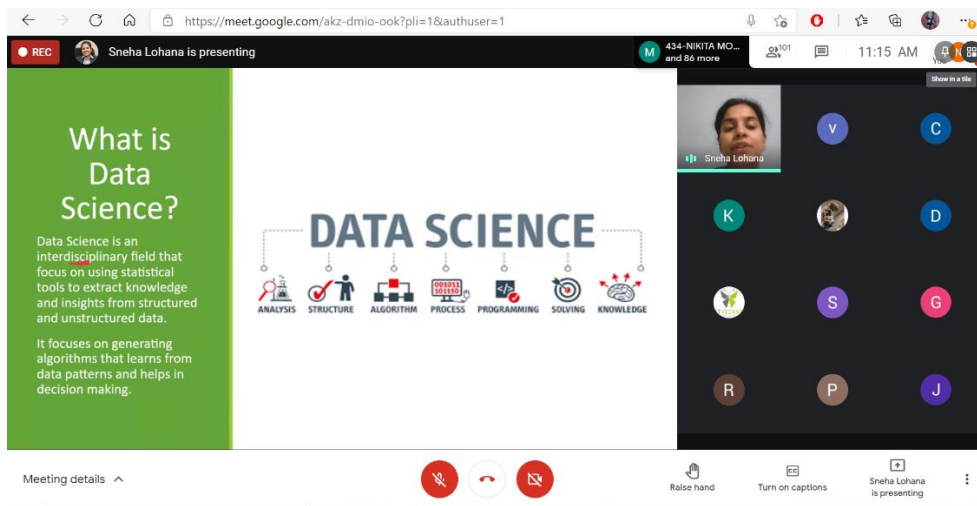 https://meet.google.com/akz-dmio-ook?pli=1&authuser=1
REC
Sneha Lohana is presenting
M
434-NIKITA MO...
and 86 more
101
11:15 AM
You
N
Show in a tile
What is
Data
Science?
Data Science is an
interdisciplinary field that
focus on using statistical
tools to extract knowledge
and insights from structured
and unstructured data.
It focuses on generating
algorithms that learns from
data patterns and helps in
decision making.
DATA SCIENCE
001011
101110
</>
ANALYSIS STRUCTURE ALGORITHM PROCESS PROGRAMMING SOLVING KNOWLEDGE
Sneha Lohana
V
C
K
D
S
G
R
P
J
Meeting details
Raise hand
CC
Turn on captions
Sneha Lohana
is presenting